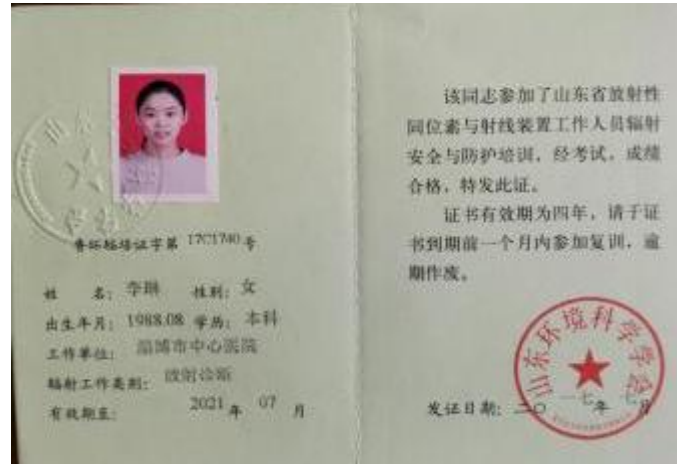 鲁环辐培证字第 17C1740 号
姓 名: 李琳 性别: 女
出生年月: 1988.08 学历: 本科
工作单位: 淄博市中心医院
辐射工作类别: 放射诊断
有效期至: 2021 年 07 月
该同志参加了山东省放射性
同位素与射线装置工作人员辐射
安全与防护培训，经考试，成绩
合格，特发此证。
证书有效期为四年，请于证
书到期前一个月内参加复训，逾
期作废。
山东环境科学学会
发证日期: 二〇一七年七月